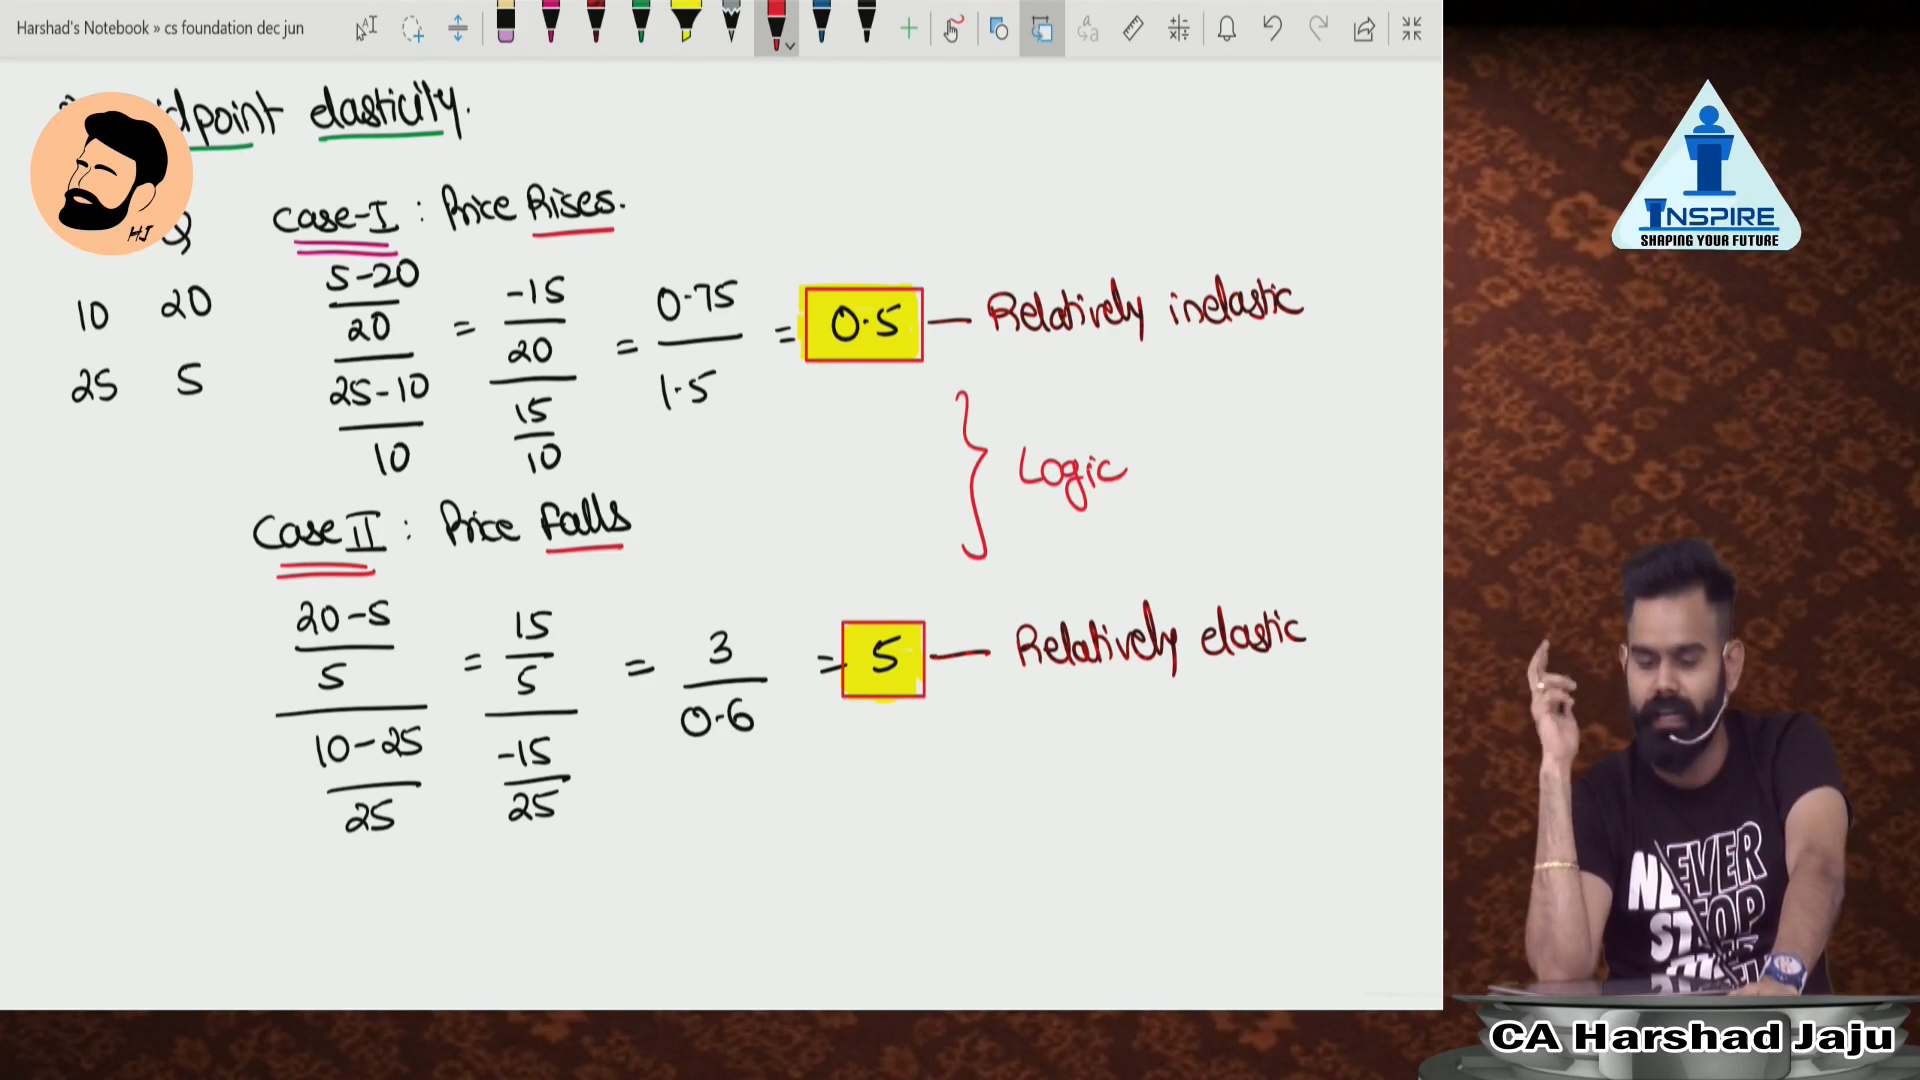 Harshad's Notebook » cs foundation dec jun
dpoint elasticity.
Case-I : Price Rises.
Q
10 20
25 5
5-20
20
25-10
10
= -15
20
15
10
= 0.75
1.5
= 0.5 — Relatively inelastic
Logic
Case II : Price Falls
20-5
5
10-25
25
= 15
5
-15
25
= 3
0.6
= 5 — Relatively elastic
HJ
INSPIRE
SHAPING YOUR FUTURE
NEVER
STOP
CA Harshad Jaju